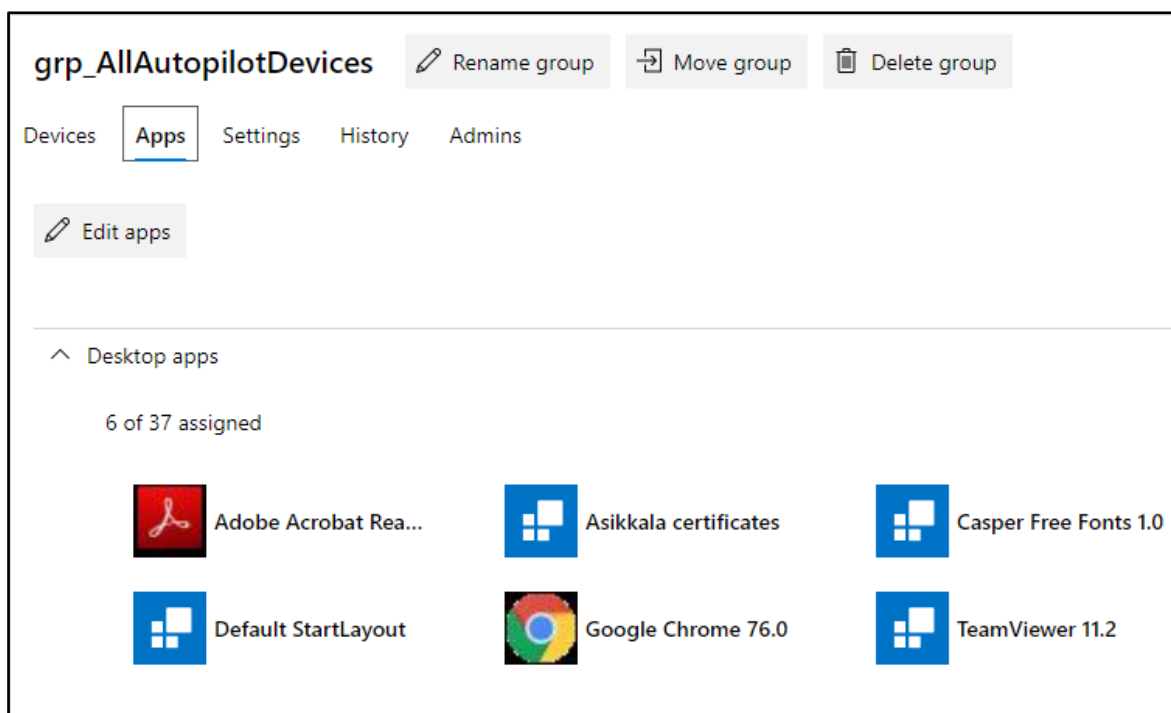 grp_AllAutopilotDevices Rename group Move group Delete group
Devices Apps Settings History Admins
Edit apps
Desktop apps
6 of 37 assigned
Adobe Acrobat Rea... Asikkala certificates Casper Free Fonts 1.0
Default StartLayout Google Chrome 76.0 TeamViewer 11.2